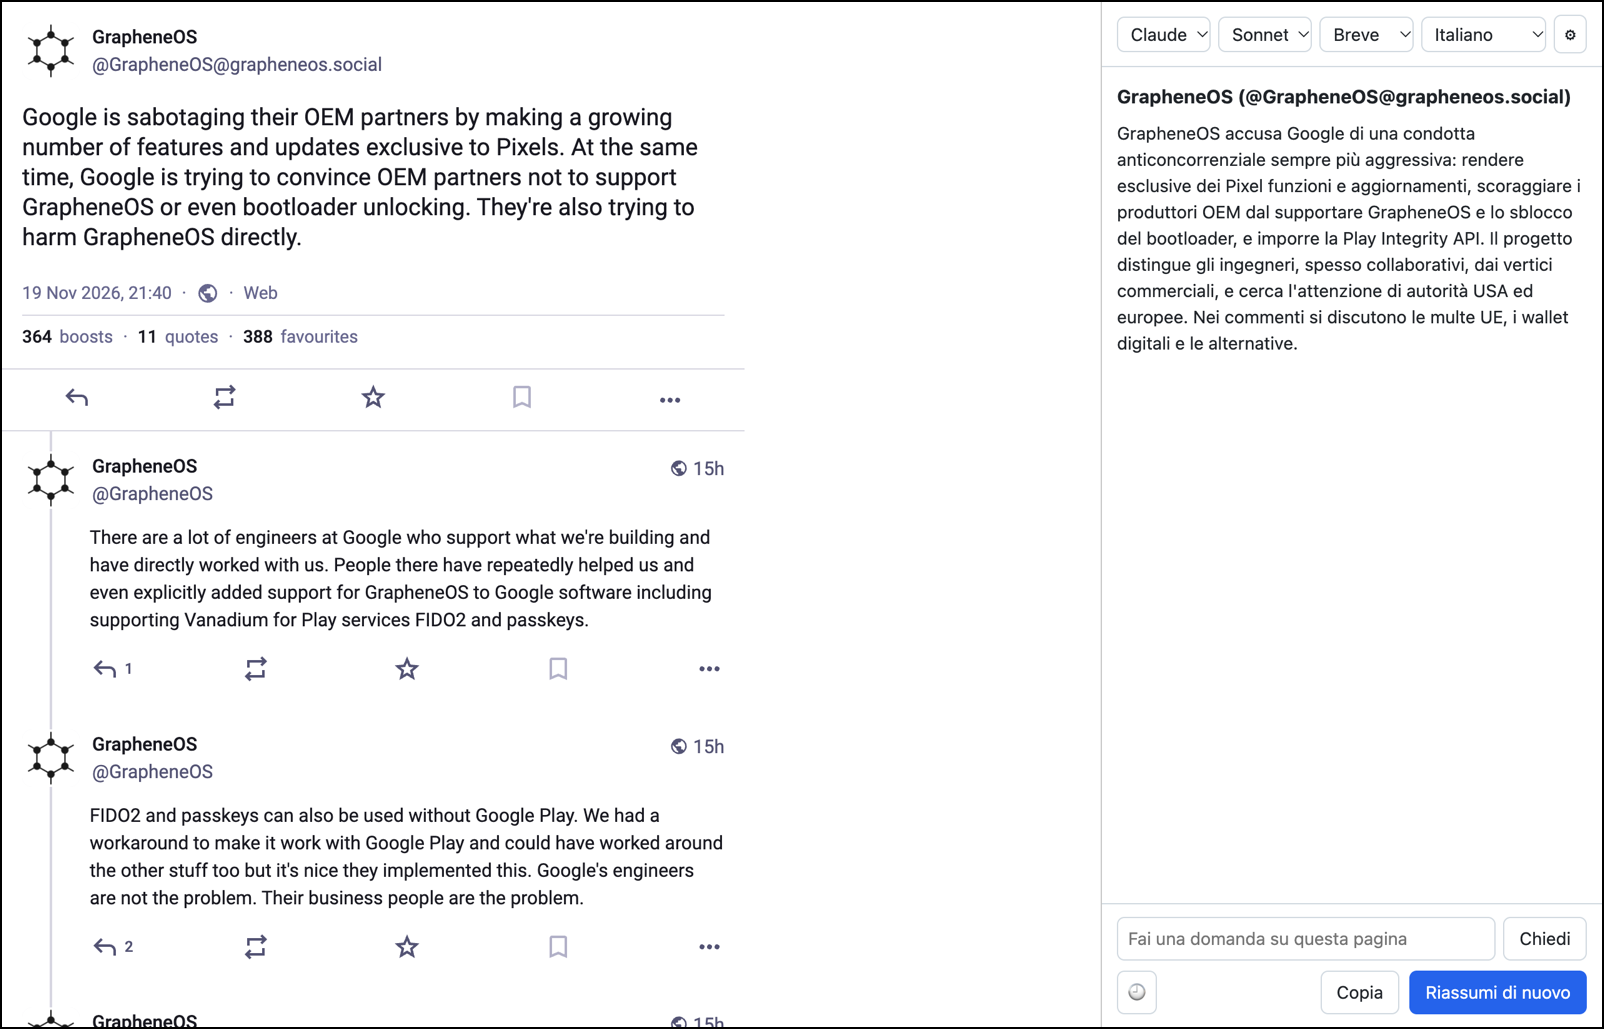 GrapheneOS
@GrapheneOS@grapheneos.social
Google is sabotaging their OEM partners by making a growing
number of features and updates exclusive to Pixels. At the same
time, Google is trying to convince OEM partners not to support
GrapheneOS or even bootloader unlocking. They're also trying to
harm GrapheneOS directly.
19 Nov 2026, 21:40 · Web
364 boosts · 11 quotes · 388 favourites
GrapheneOS
15h
@GrapheneOS
There are a lot of engineers at Google who support what we're building and
have directly worked with us. People there have repeatedly helped us and
even explicitly added support for GrapheneOS to Google software including
supporting Vanadium for Play services FIDO2 and passkeys.
1
GrapheneOS
15h
@GrapheneOS
FIDO2 and passkeys can also be used without Google Play. We had a
workaround to make it work with Google Play and could have worked around
the other stuff too but it's nice they implemented this. Google's engineers
are not the problem. Their business people are the problem.
2
GrapheneOS
15h
Claude
Sonnet
Breve
Italiano
GrapheneOS (@GrapheneOS@grapheneos.social)
GrapheneOS accusa Google di una condotta
anticoncorrenziale sempre più aggressiva: rendere
esclusive dei Pixel funzioni e aggiornamenti, scoraggiare i
produttori OEM dal supportare GrapheneOS e lo sblocco
del bootloader, e imporre la Play Integrity API. Il progetto
distingue gli ingegneri, spesso collaborativi, dai vertici
commerciali, e cerca l'attenzione di autorità USA ed
europee. Nei commenti si discutono le multe UE, i wallet
digitali e le alternative.
Fai una domanda su questa pagina
Chiedi
Copia
Riassumi di nuovo